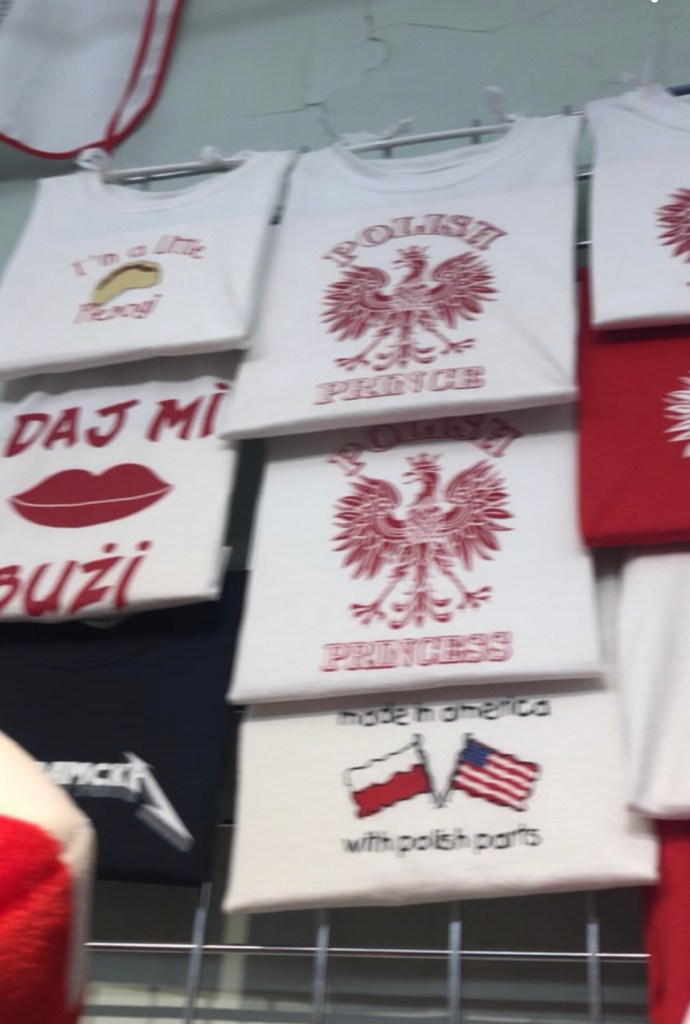 I'm a little
Pierogi
DAJ MI
BUŻI
POLISH
PRINCE
POLISH
PRINCESS
made in america
with polish parts